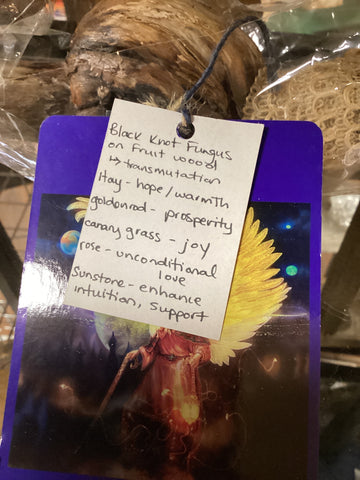 Black Knot Fungus
on Fruit wood
↳ transmutation
Hay - hope/warmTh
goldenrod - prosperity
canary grass - joy
rose - unconditional
love
Sunstone - enhance
intuition, support